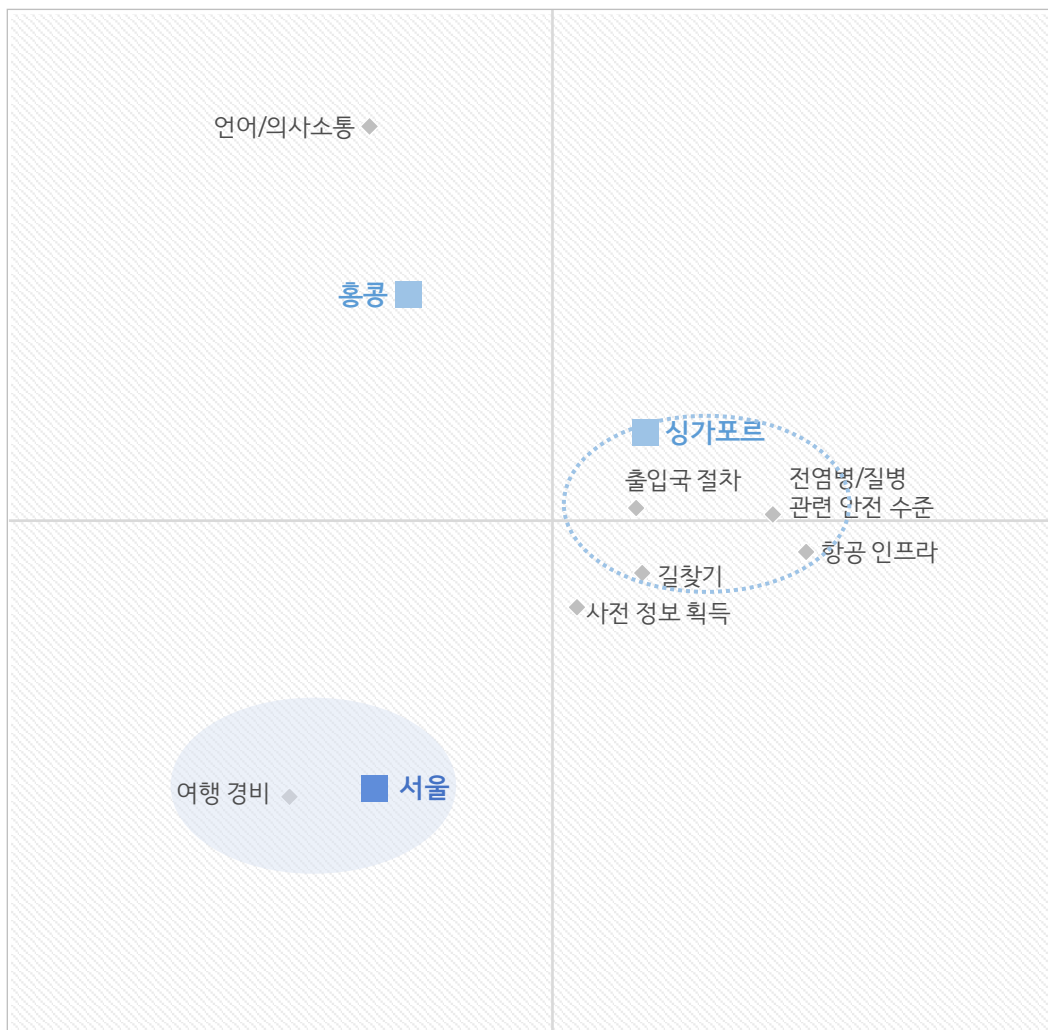 언어/의사소통
홍콩
싱가포르
출입국 절차
전염병/질병
관련 안전 수준
항공 인프라
길찾기
사전 정보 획득
여행 경비
서울